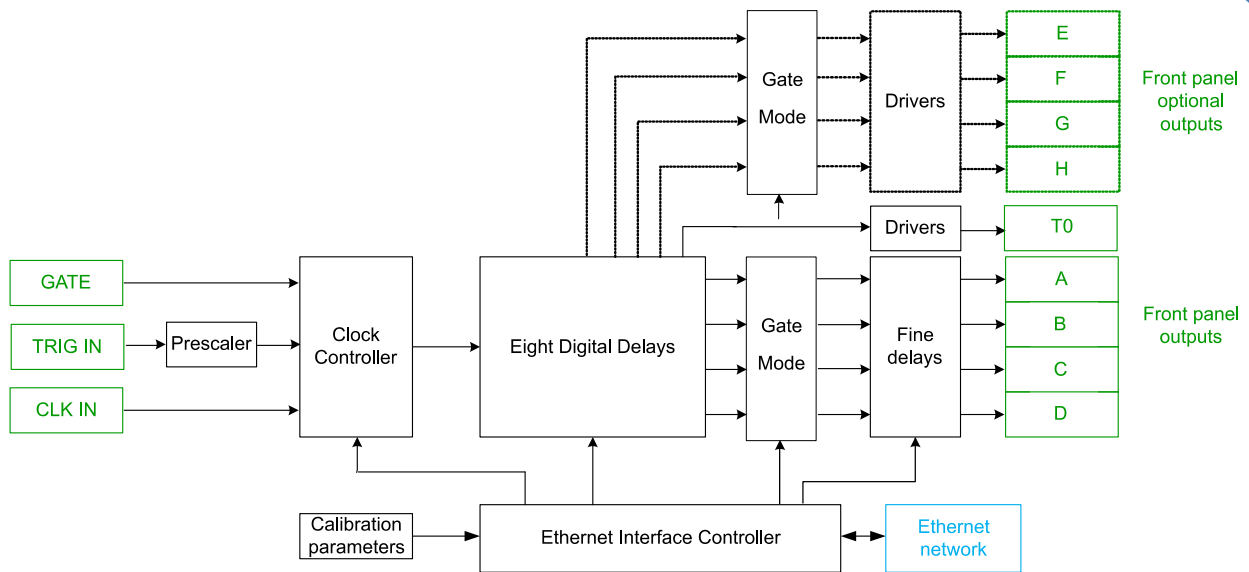 E
F
G
H
Gate
Mode
Drivers
Front panel
optional
outputs
Drivers
T0
GATE
TRIG IN
CLK IN
Prescaler
Clock
Controller
Eight Digital Delays
Gate
Mode
Fine
delays
A
B
C
D
Front panel
outputs
Calibration
parameters
Ethernet Interface Controller
Ethernet
network